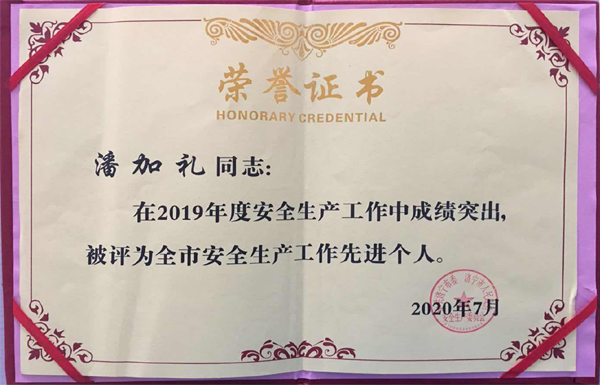 荣誉证书
HONORARY CREDENTIAL
潘加礼同志:
在2019年度安全生产工作中成绩突出,
被评为全市安全生产工作先进个人。
2020年7月